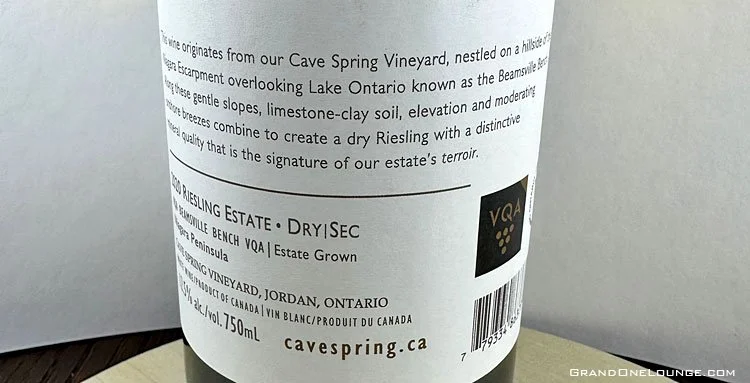 This wine originates from our Cave Spring Vineyard, nestled on a hillside of the
Niagara Escarpment overlooking Lake Ontario known as the Beamsville Bench.
Along these gentle slopes, limestone-clay soil, elevation and moderating
breezes combine to create a dry Riesling with a distinctive
mineral quality that is the signature of our estate's terroir.
2020 RIESLING ESTATE • DRY|SEC
BEAMSVILLE BENCH VQA | Estate Grown
Niagara Peninsula
CAVE SPRING VINEYARD, JORDAN, ONTARIO
WINE/PRODUCT OF CANADA | VIN BLANC/PRODUIT DU CANADA
% alc./vol. 750mL
cavespring.ca
VQA
7
GRANDONELOUNGE.COM